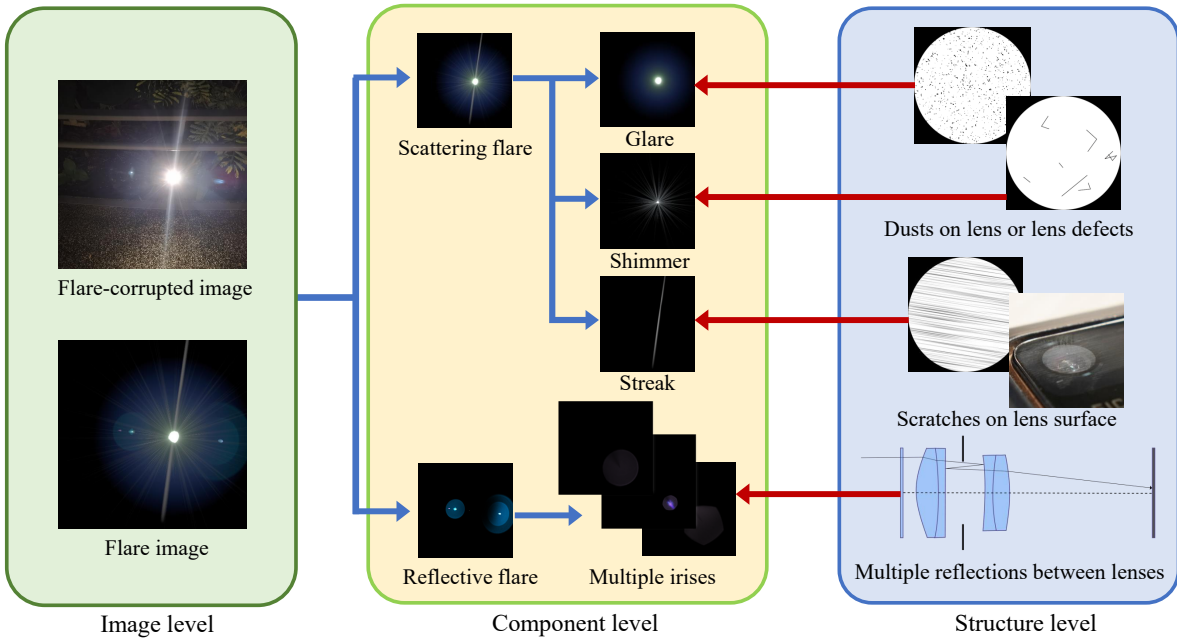 Flare-corrupted image
Flare image
Image level
Scattering flare
Glare
Shimmer
Streak
Reflective flare
Multiple irises
Component level
Dusts on lens or lens defects
Scratches on lens surface
Multiple reflections between lenses
Structure level